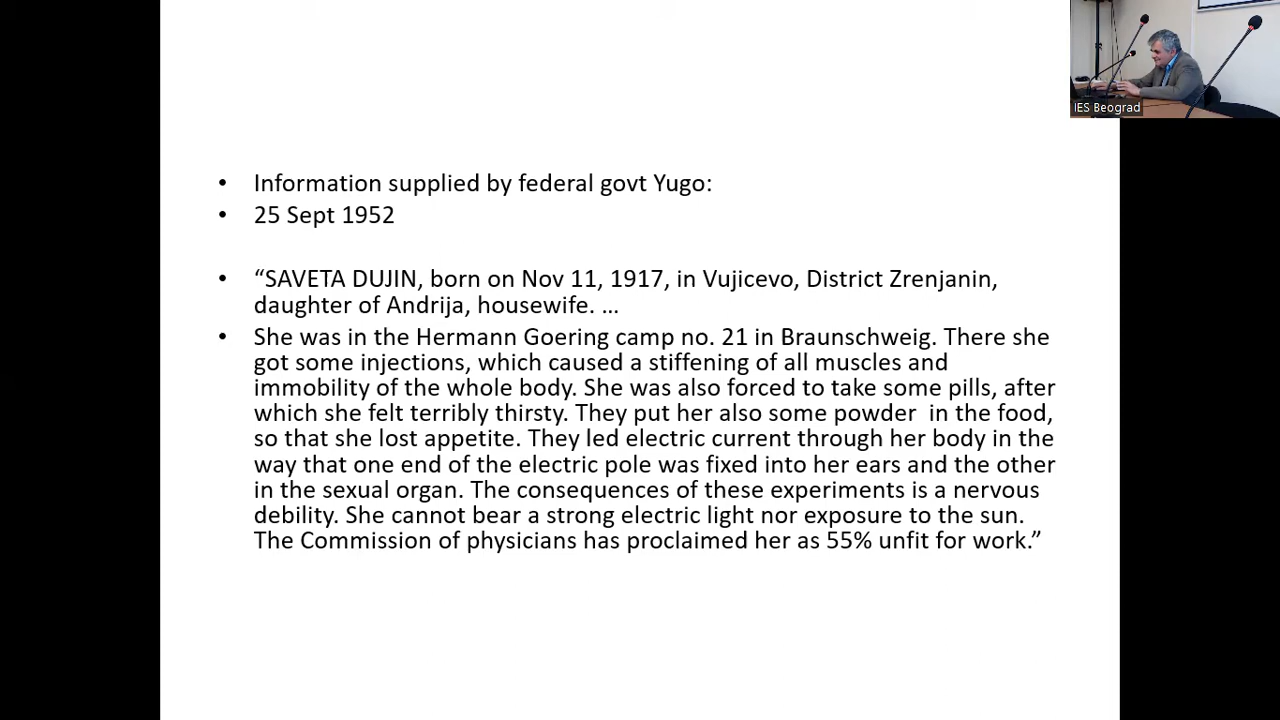 IES Beograd
• Information supplied by federal govt Yugo:
• 25 Sept 1952
• “SAVETA DUJIN, born on Nov 11, 1917, in Vujicevo, District Zrenjanin,
daughter of Andrija, housewife. …
• She was in the Hermann Goering camp no. 21 in Braunschweig. There she
got some injections, which caused a stiffening of all muscles and
immobility of the whole body. She was also forced to take some pills, after
which she felt terribly thirsty. They put her also some powder  in the food,
so that she lost appetite. They led electric current through her body in the
way that one end of the electric pole was fixed into her ears and the other
in the sexual organ. The consequences of these experiments is a nervous
debility. She cannot bear a strong electric light nor exposure to the sun.
The Commission of physicians has proclaimed her as 55% unfit for work.”